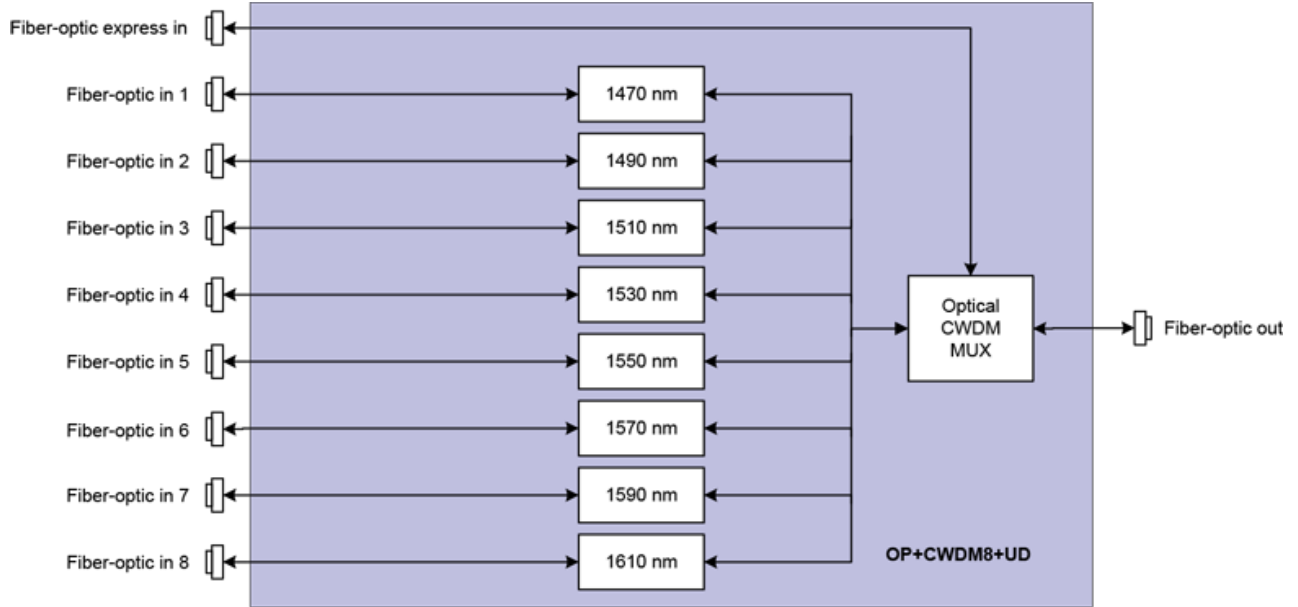 Fiber-optic express in
Fiber-optic in 1
1470 nm
Fiber-optic in 2
1490 nm
Fiber-optic in 3
1510 nm
Fiber-optic in 4
1530 nm
Optical
CWDM
MUX
Fiber-optic out
Fiber-optic in 5
1550 nm
Fiber-optic in 6
1570 nm
Fiber-optic in 7
1590 nm
Fiber-optic in 8
1610 nm
OP+CWDM8+UD